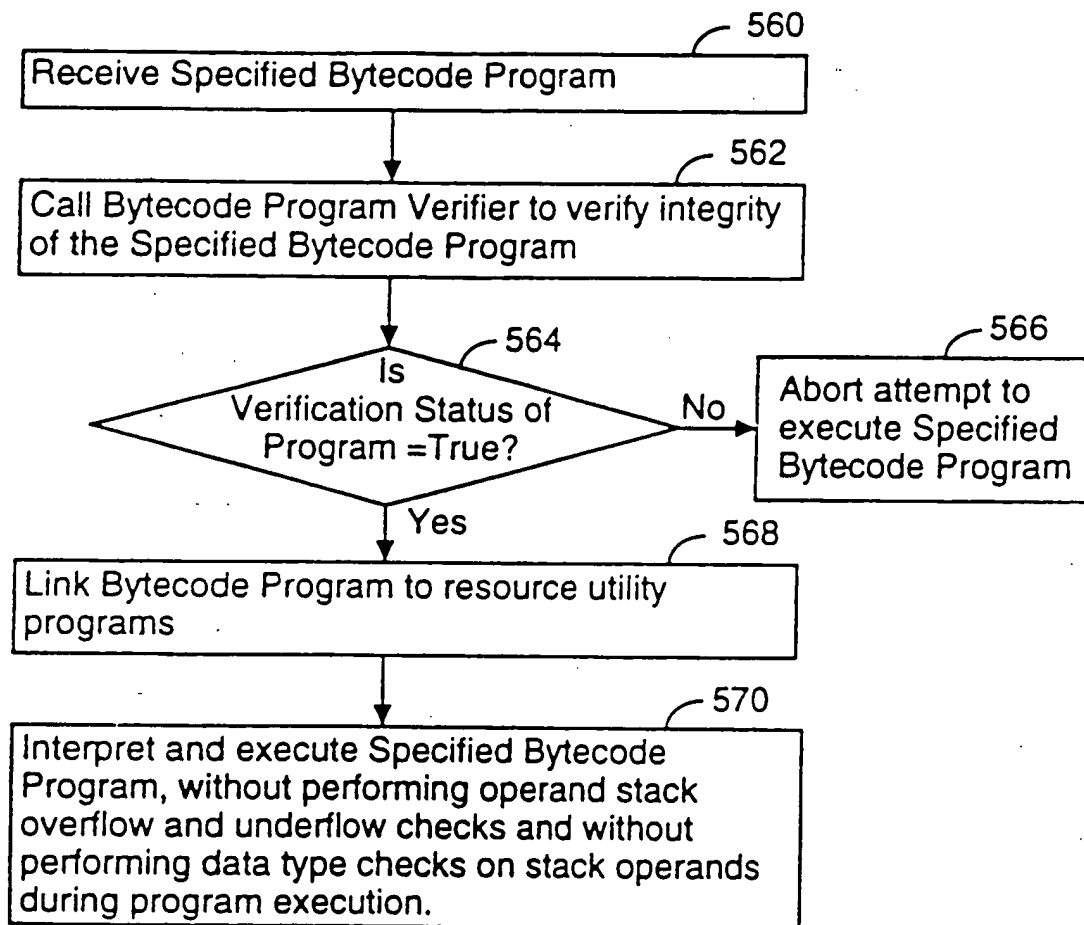 560
Receive Specified Bytecode Program
562
Call Bytecode Program Verifier to verify integrity
of the Specified Bytecode Program
564
Is
Verification Status of
Program =True?
No
566
Abort attempt to
execute Specified
Bytecode Program
Yes
568
Link Bytecode Program to resource utility
programs
570
Interpret and execute Specified Bytecode
Program, without performing operand stack
overflow and underflow checks and without
performing data type checks on stack operands
during program execution.